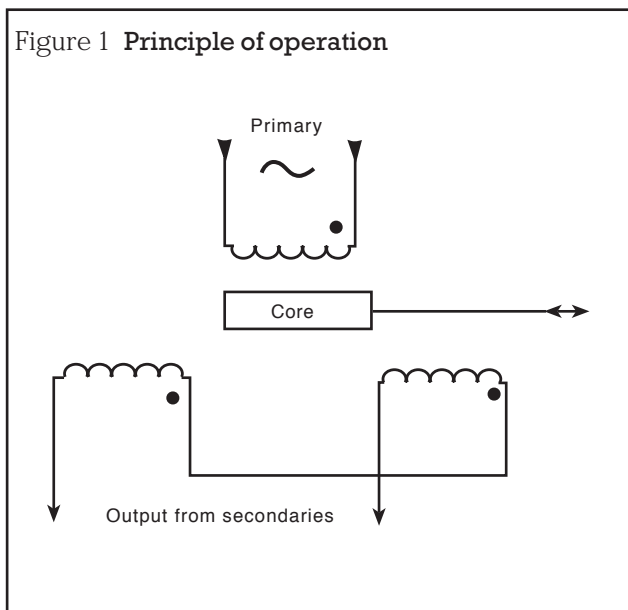 Figure 1 Principle of operation
Primary
Core
Output from secondaries